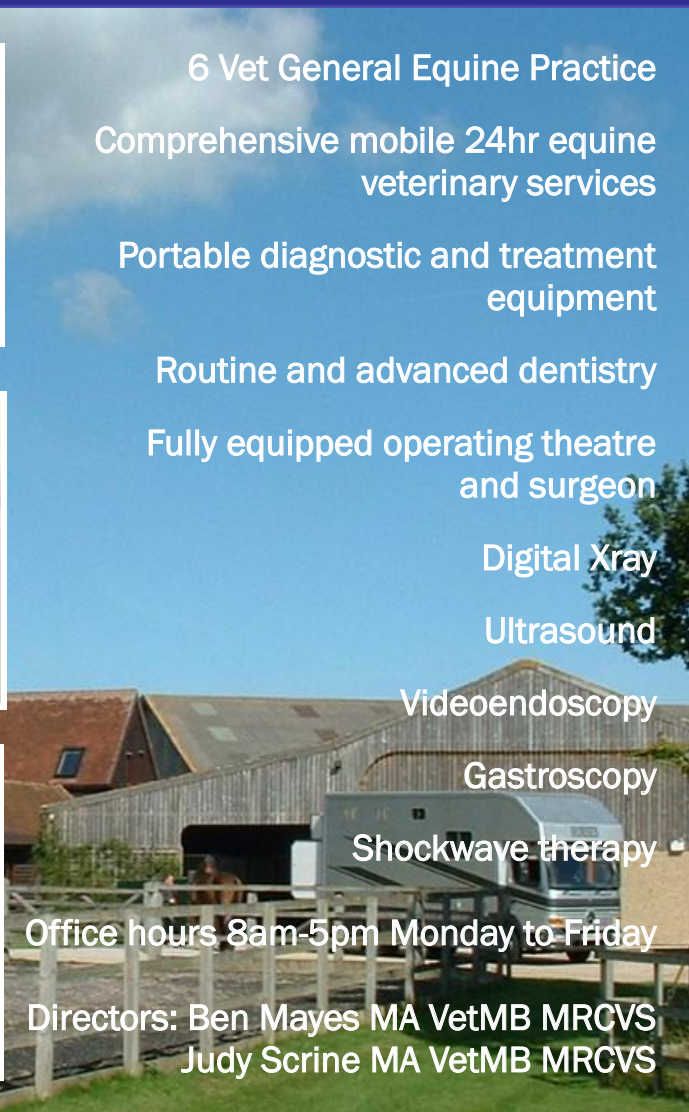 6 Vet General Equine Practice
Comprehensive mobile 24hr equine
veterinary services
Portable diagnostic and treatment
equipment
Routine and advanced dentistry
Fully equipped operating theatre
and surgeon
Digital Xray
Ultrasound
Videoendoscopy
Gastroscopy
Shockwave therapy
Office hours 8am-5pm Monday to Friday
Directors: Ben Mayes MA VetMB MRCVS
Judy Scrine MA VetMB MRCVS